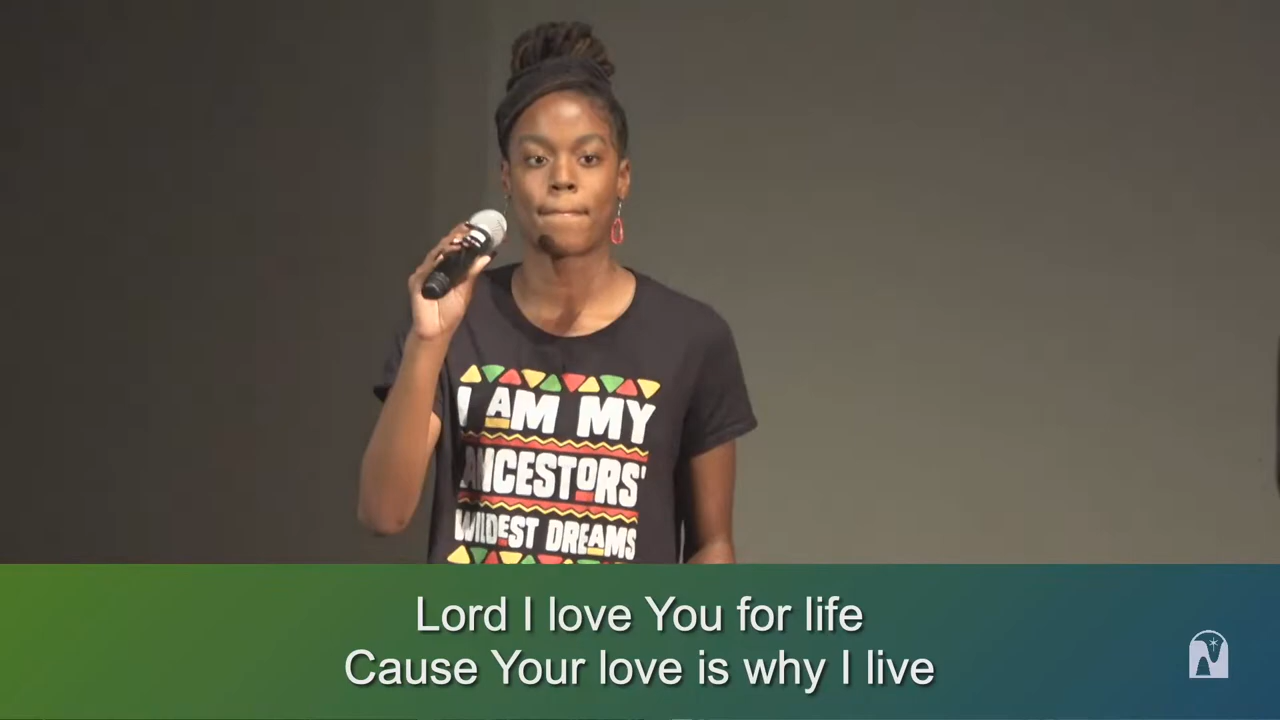 I AM MY
ANCESTORS'
WILDEST DREAMS
Lord I love You for life
Cause Your love is why I live